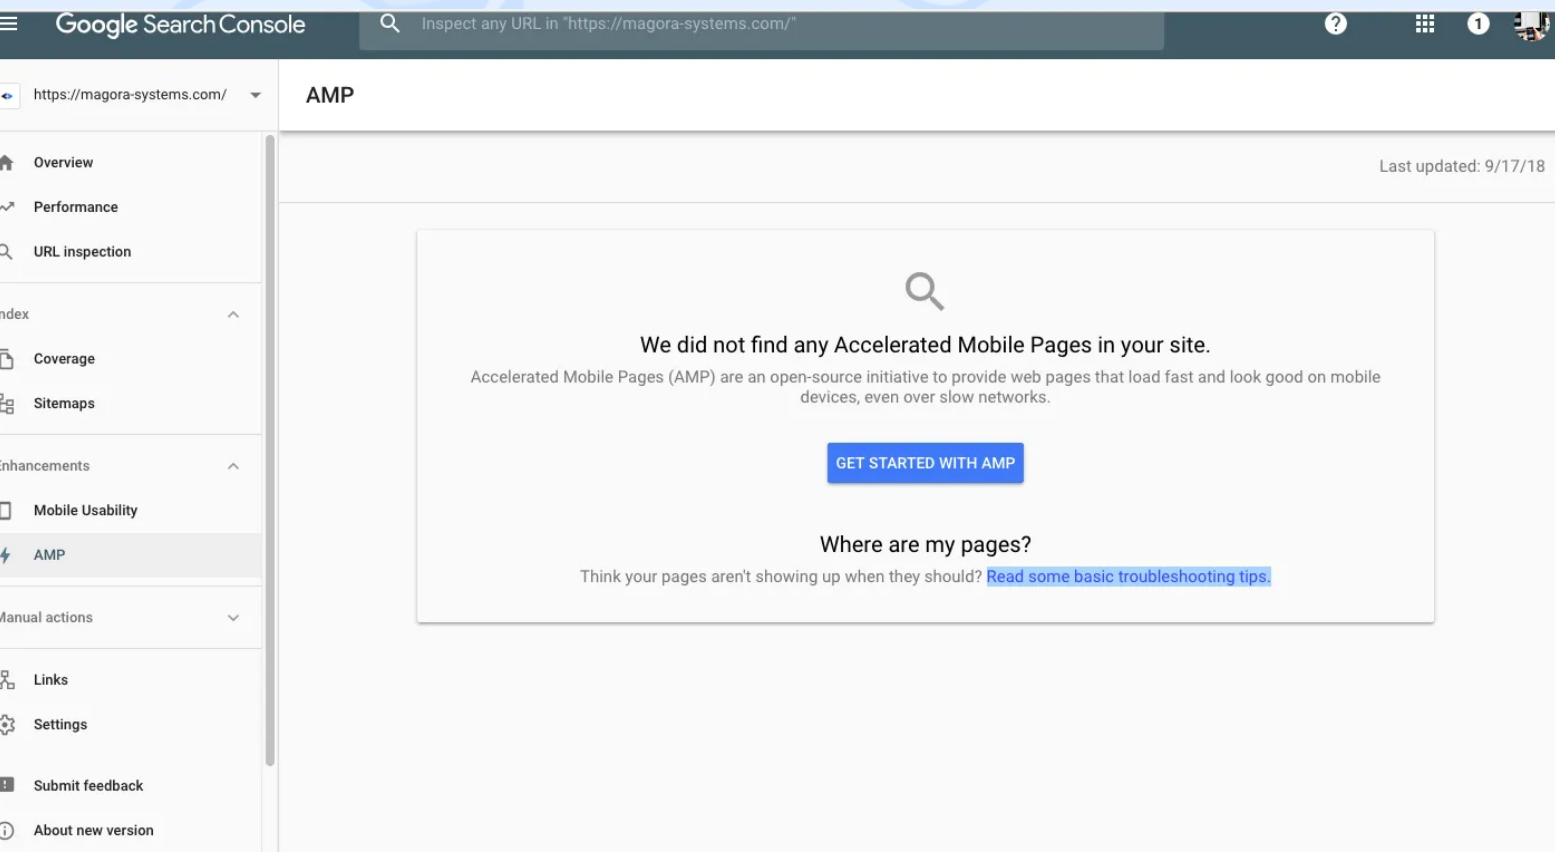 Google Search Console
Inspect any URL in "https://magora-systems.com/"
?
1
https://magora-systems.com/
AMP
Last updated: 9/17/18
Overview
Performance
URL inspection
ndex
Coverage
Sitemaps
Enhancements
Mobile Usability
AMP
Manual actions
Links
Settings
Submit feedback
About new version
We did not find any Accelerated Mobile Pages in your site.
Accelerated Mobile Pages (AMP) are an open-source initiative to provide web pages that load fast and look good on mobile
devices, even over slow networks.
GET STARTED WITH AMP
Where are my pages?
Think your pages aren't showing up when they should? Read some basic troubleshooting tips.